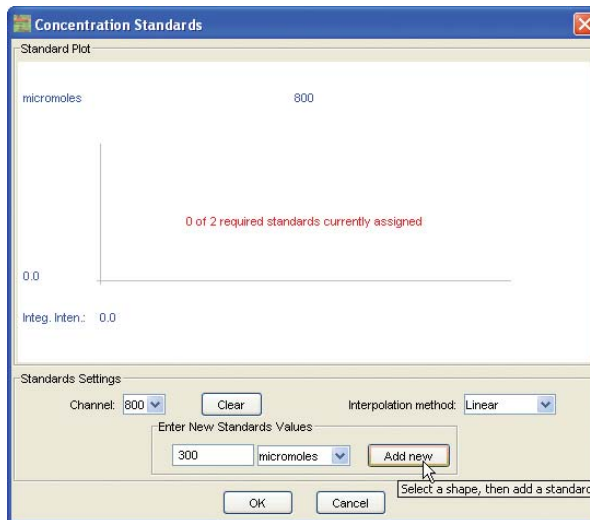 Concentration Standards
Standard Plot
micromoles 800
0 of 2 required standards currently assigned
0.0
Integ. Inten.: 0.0
Standards Settings
Channel: 800 Clear Interpolation method: Linear
Enter New Standards Values
300 micromoles Add new
Select a shape, then add a standard
OK Cancel